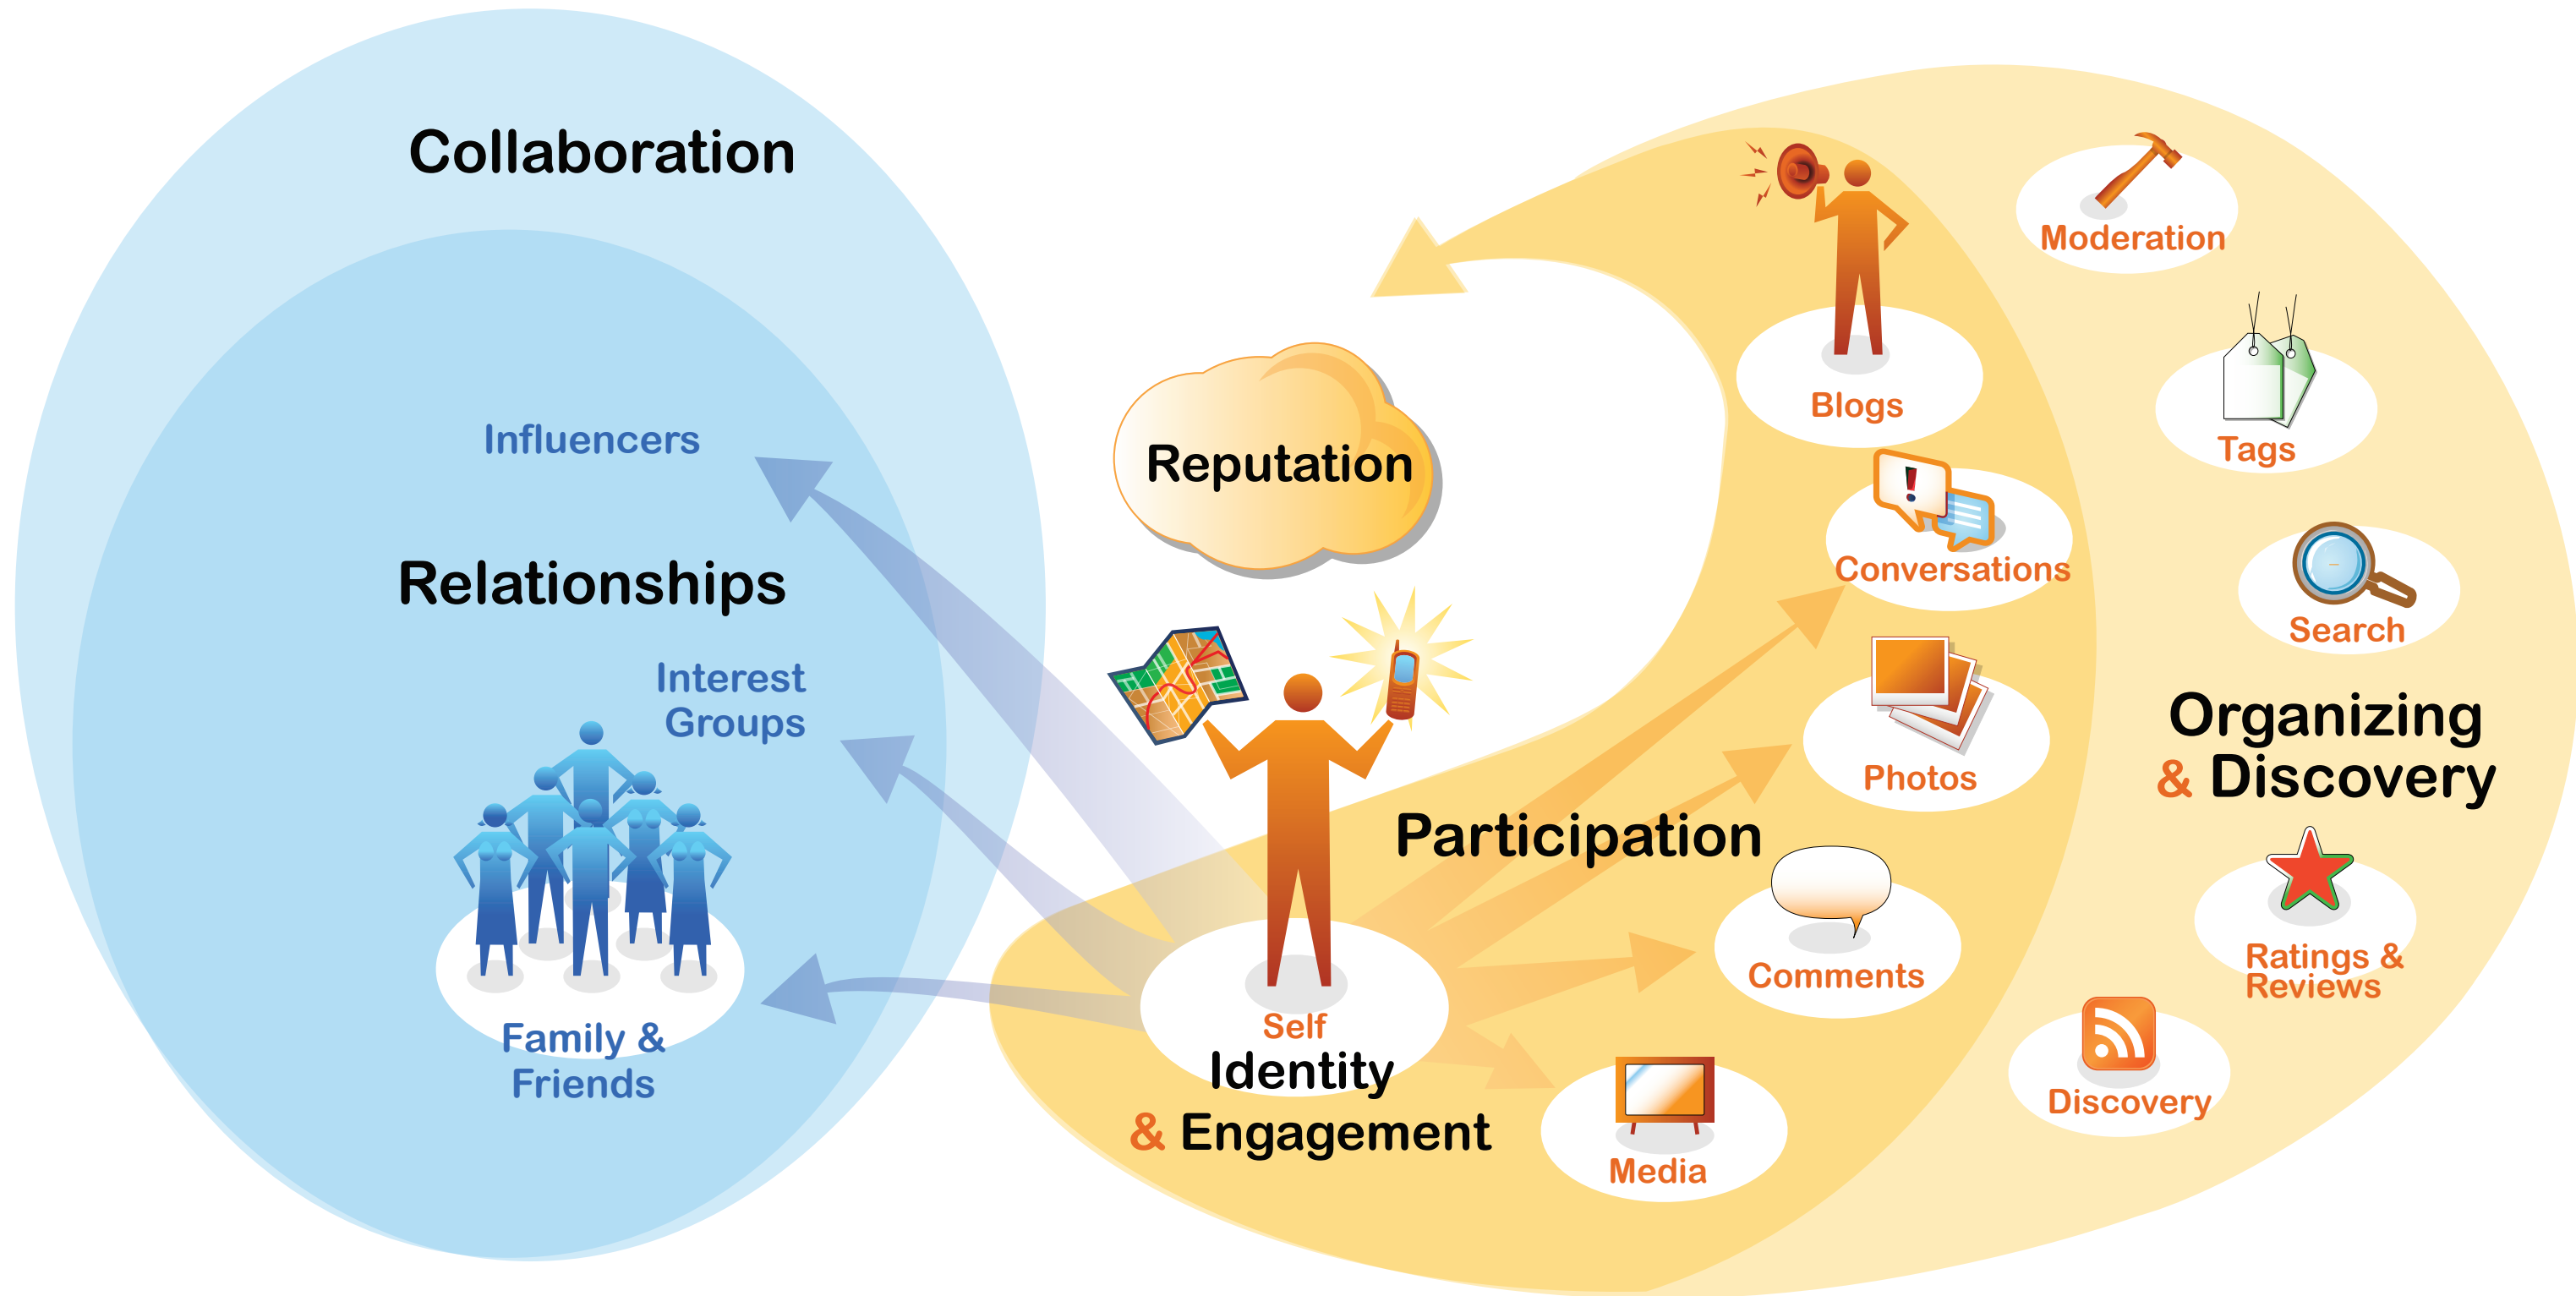 Collaboration
Influencers
Relationships
Interest
Groups
Family &
Friends
Reputation
Self
Identity
& Engagement
Participation
Blogs
Conversations
Photos
Comments
Media
Moderation
Tags
Search
Organizing
& Discovery
Ratings &
Reviews
Discovery